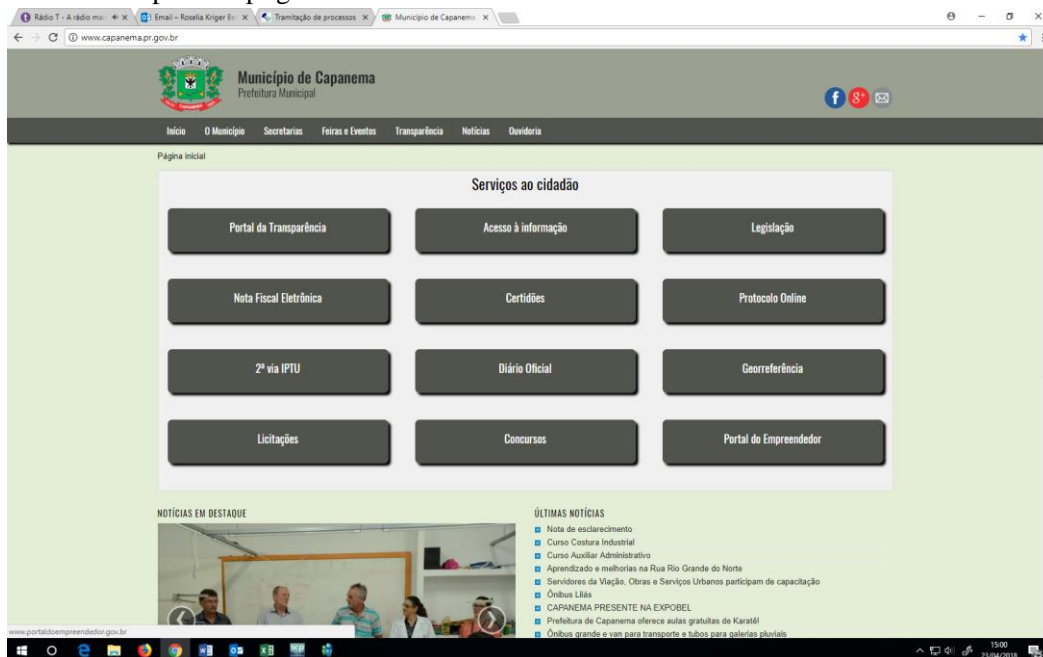 Rádio T - A rádio mai
Email – Roselia Kriger Be
Tramitação de processos
Município de Capanema
www.capanema.pr.gov.br
Município de Capanema
Prefeitura Municipal
Início O Município Secretarias Feiras e Eventos Transparência Notícias Ouvidoria
Página inicial
Serviços ao cidadão
Portal da Transparência Acesso à informação Legislação
Nota Fiscal Eletrônica Certidões Protocolo Online
2ª via IPTU Diário Oficial Georreferência
Licitações Concursos Portal do Empreendedor
NOTÍCIAS EM DESTAQUE
ÚLTIMAS NOTÍCIAS
Nota de esclarecimento
Curso Costura Industrial
Curso Auxiliar Administrativo
Aprendizado e melhorias na Rua Rio Grande do Norte
Servidores da Viação, Obras e Serviços Urbanos participam de capacitação
Ônibus Lilás
CAPANEMA PRESENTE NA EXPOBEL
Prefeitura de Capanema oferece aulas gratuitas de Karatê!
Ônibus grande e van para transporte e tubos para galerias pluviais
www.portaldoempreendedor.gov.br
15:00
23/04/2018